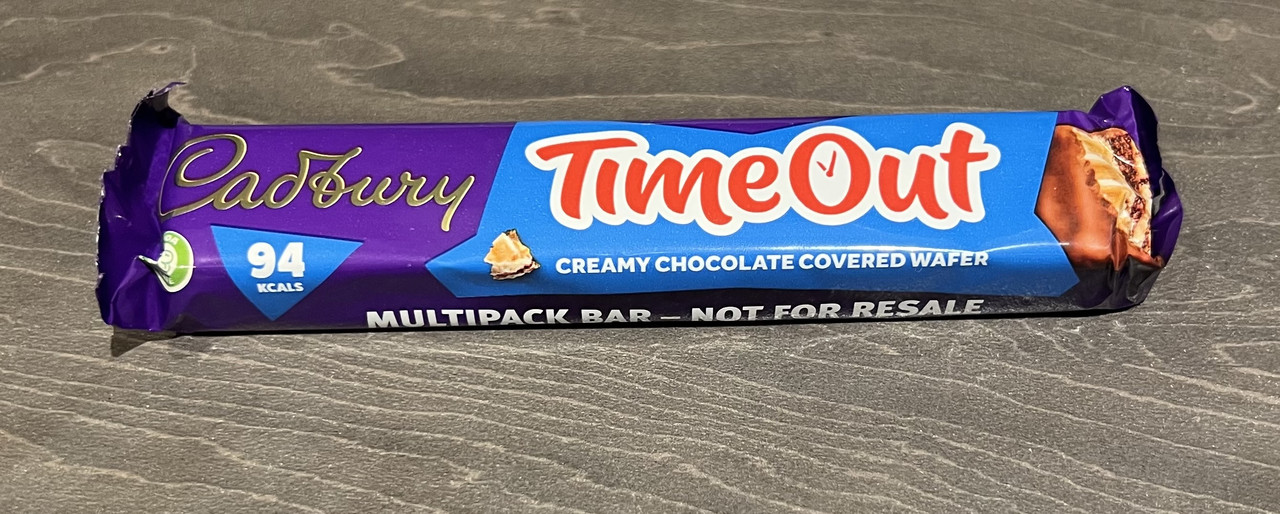 Cadbury
TimeOut
94
KCALS
CREAMY CHOCOLATE COVERED WAFER
MULTIPACK BAR – NOT FOR RESALE